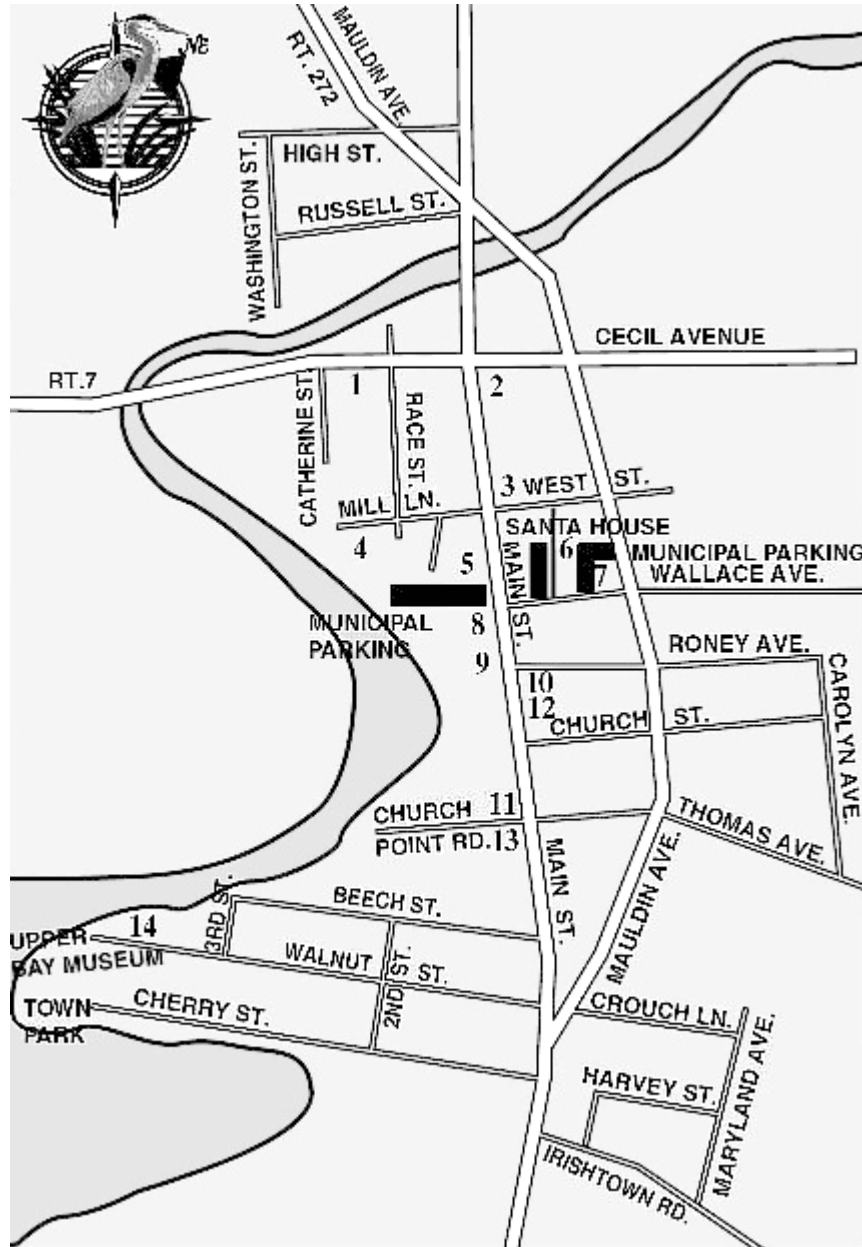 NE
MAULDIN AVE.
RT. 272
HIGH ST.
WASHINGTON ST.
RUSSELL ST.
CECIL AVENUE
RT.7
1
2
CATHERINE ST.
RACE ST.
3 WEST ST.
MILL LN.
4
SANTA HOUSE
5
MAIN ST.
6
MUNICIPAL PARKING
7
WALLACE AVE.
MUNICIPAL
PARKING
8
9
RONEY AVE.
10
12
CHURCH ST.
CAROLYN AVE.
CHURCH 11
POINT RD. 13
THOMAS AVE.
MAIN ST.
MAULDIN AVE.
3RD ST.
BEECH ST.
14
UPPER
BAY MUSEUM
WALNUT ST.
2ND ST.
TOWN
PARK
CHERRY ST.
CROUCH LN.
MARYLAND AVE.
HARVEY ST.
IRISHTOWN RD.